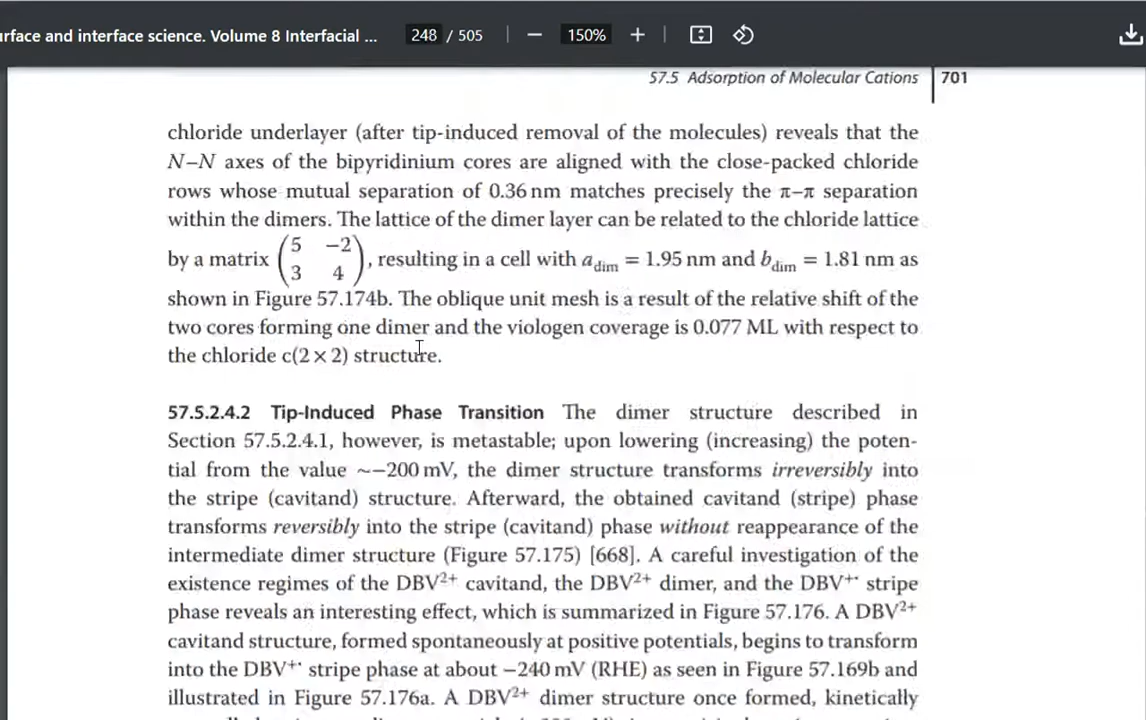 rface and interface science. Volume 8 Interfacial ... 248 / 505 150%
57.5 Adsorption of Molecular Cations 701
chloride underlayer (after tip-induced removal of the molecules) reveals that the
N–N axes of the bipyridinium cores are aligned with the close-packed chloride
rows whose mutual separation of 0.36 nm matches precisely the π–π separation
within the dimers. The lattice of the dimer layer can be related to the chloride lattice
by a matrix (5 −2 3 4), resulting in a cell with a_dim = 1.95 nm and b_dim = 1.81 nm as
shown in Figure 57.174b. The oblique unit mesh is a result of the relative shift of the
two cores forming one dimer and the viologen coverage is 0.077 ML with respect to
the chloride c(2 × 2) structure.
57.5.2.4.2 Tip-Induced Phase Transition The dimer structure described in
Section 57.5.2.4.1, however, is metastable; upon lowering (increasing) the poten-
tial from the value ∼−200 mV, the dimer structure transforms irreversibly into
the stripe (cavitand) structure. Afterward, the obtained cavitand (stripe) phase
transforms reversibly into the stripe (cavitand) phase without reappearance of the
intermediate dimer structure (Figure 57.175) [668]. A careful investigation of the
existence regimes of the DBV²⁺ cavitand, the DBV²⁺ dimer, and the DBV⁺˙ stripe
phase reveals an interesting effect, which is summarized in Figure 57.176. A DBV²⁺
cavitand structure, formed spontaneously at positive potentials, begins to transform
into the DBV⁺˙ stripe phase at about −240 mV (RHE) as seen in Figure 57.169b and
illustrated in Figure 57.176a. A DBV²⁺ dimer structure once formed, kinetically